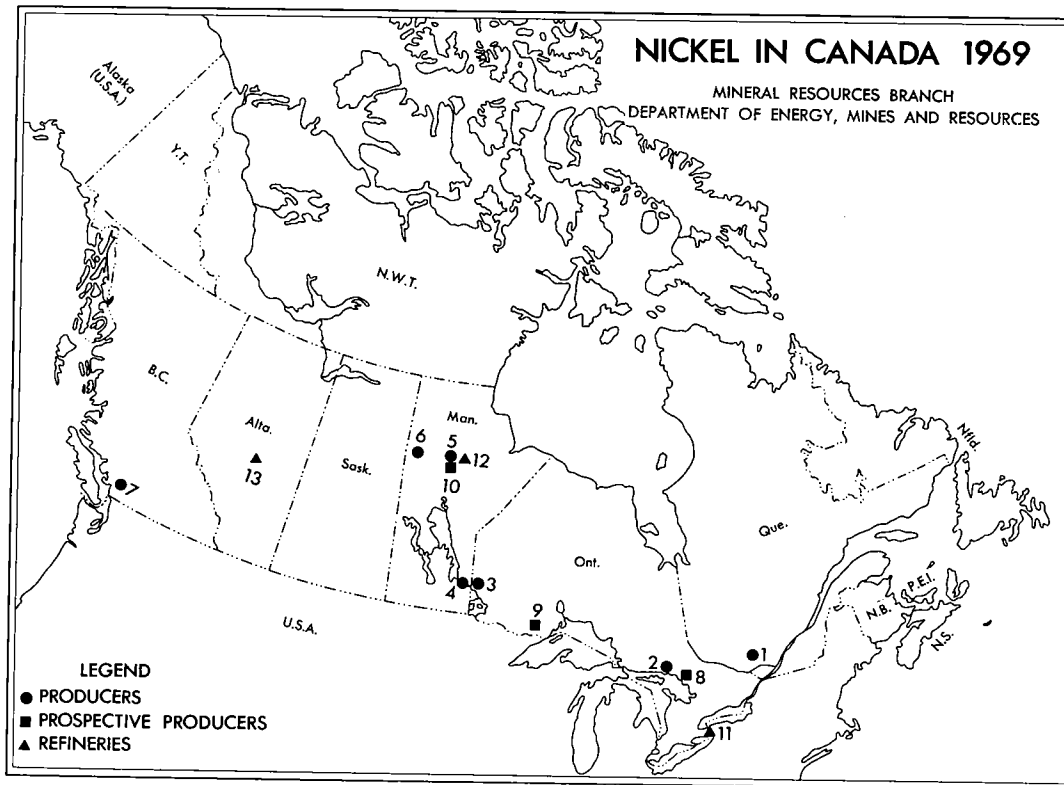 NICKEL IN CANADA 1969
MINERAL RESOURCES BRANCH
DEPARTMENT OF ENERGY, MINES AND RESOURCES
Alaska
(U.S.A.)
Y.T.
N.W.T.
B.C.
Alta.
Sask.
Man.
Ont.
Que.
Nfld.
P.E.I.
N.B.
N.S.
U.S.A.
6
5
12
10
13
7
4
3
9
2
8
1
11
LEGEND
PRODUCERS
PROSPECTIVE PRODUCERS
REFINERIES